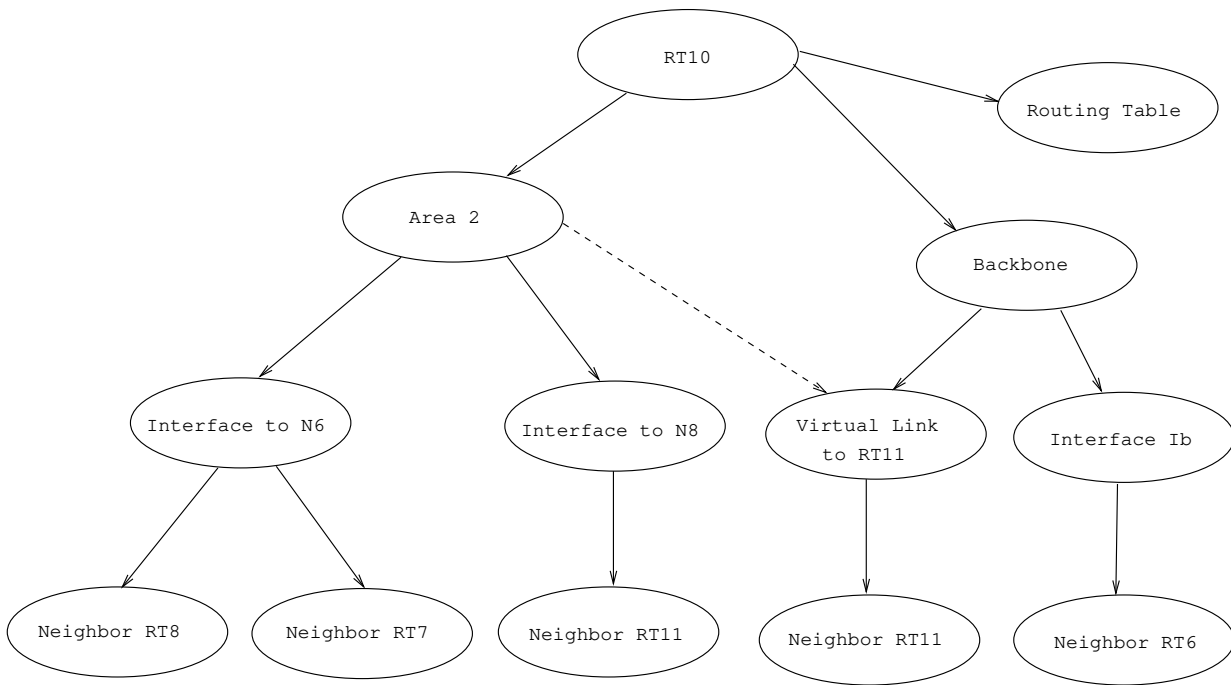 RT10
Routing Table
Area 2
Backbone
Interface to N6
Interface to N8
Virtual Link
to RT11
Interface Ib
Neighbor RT8
Neighbor RT7
Neighbor RT11
Neighbor RT11
Neighbor RT6